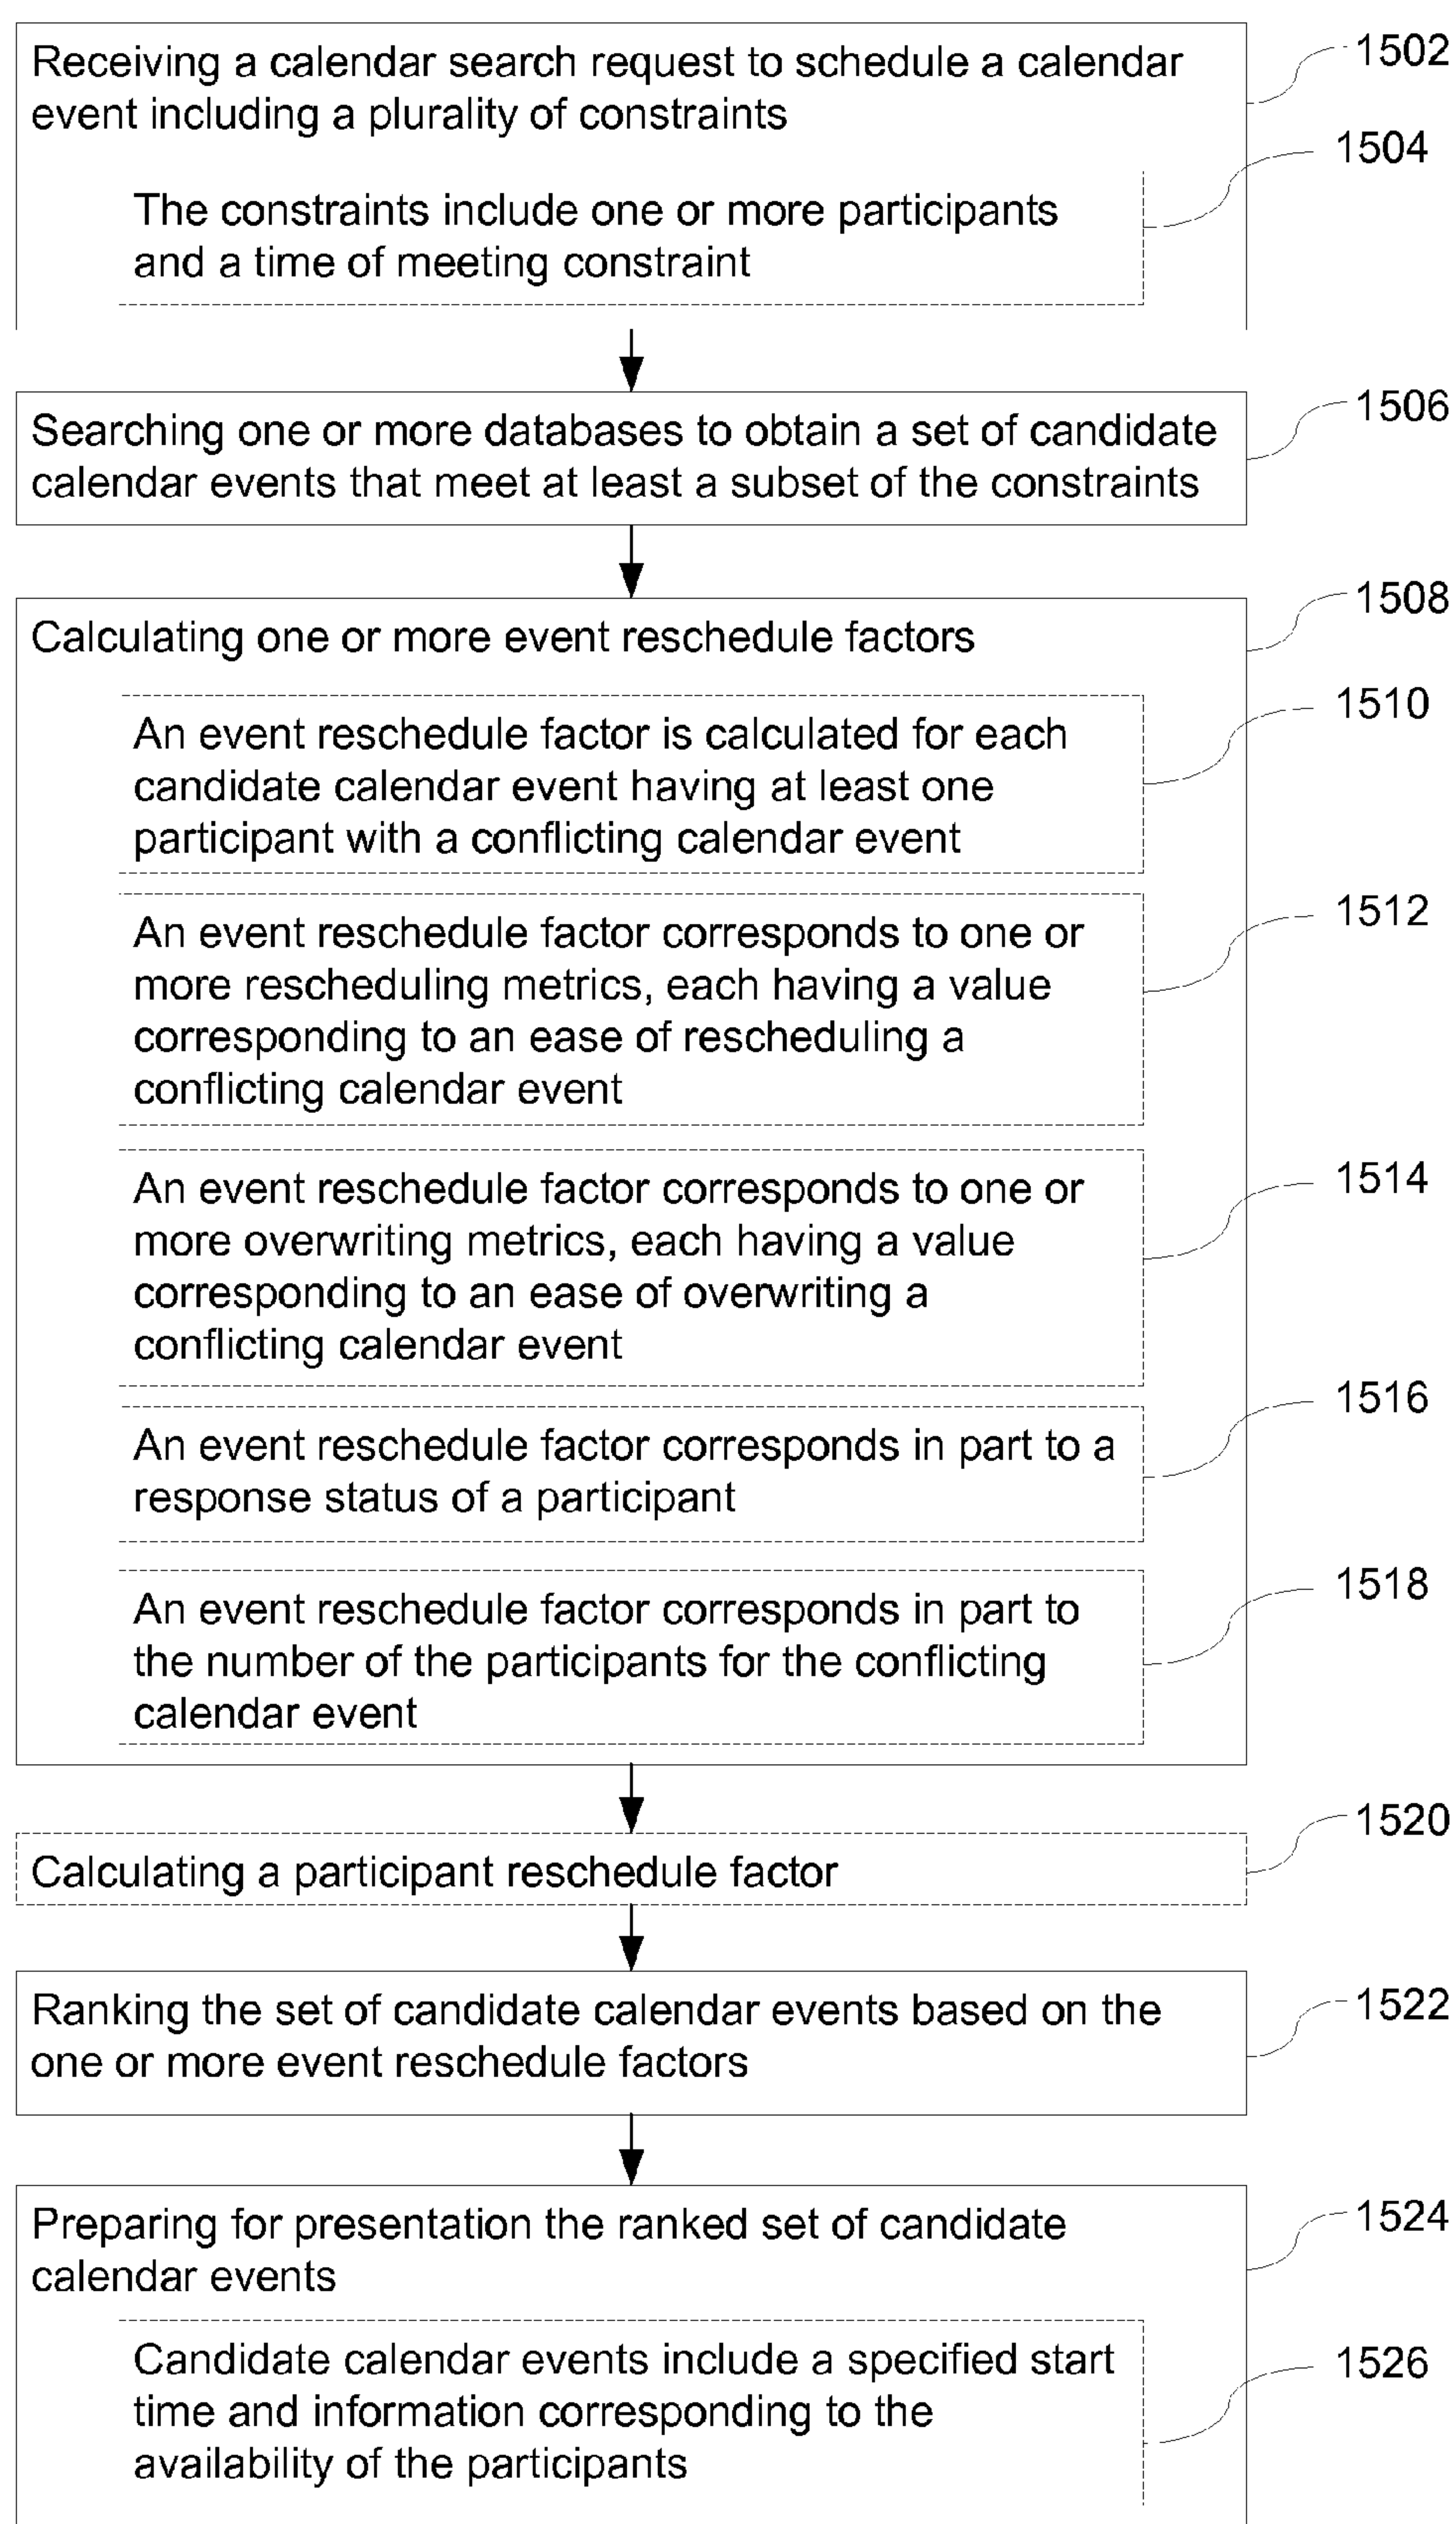 Receiving a calendar search request to schedule a calendar
event including a plurality of constraints
1502
The constraints include one or more participants
and a time of meeting constraint
1504
Searching one or more databases to obtain a set of candidate
calendar events that meet at least a subset of the constraints
1506
Calculating one or more event reschedule factors
1508
An event reschedule factor is calculated for each
candidate calendar event having at least one
participant with a conflicting calendar event
1510
An event reschedule factor corresponds to one or
more rescheduling metrics, each having a value
corresponding to an ease of rescheduling a
conflicting calendar event
1512
An event reschedule factor corresponds to one or
more overwriting metrics, each having a value
corresponding to an ease of overwriting a
conflicting calendar event
1514
An event reschedule factor corresponds in part to a
response status of a participant
1516
An event reschedule factor corresponds in part to
the number of the participants for the conflicting
calendar event
1518
Calculating a participant reschedule factor
1520
Ranking the set of candidate calendar events based on the
one or more event reschedule factors
1522
Preparing for presentation the ranked set of candidate
calendar events
1524
Candidate calendar events include a specified start
time and information corresponding to the
availability of the participants
1526